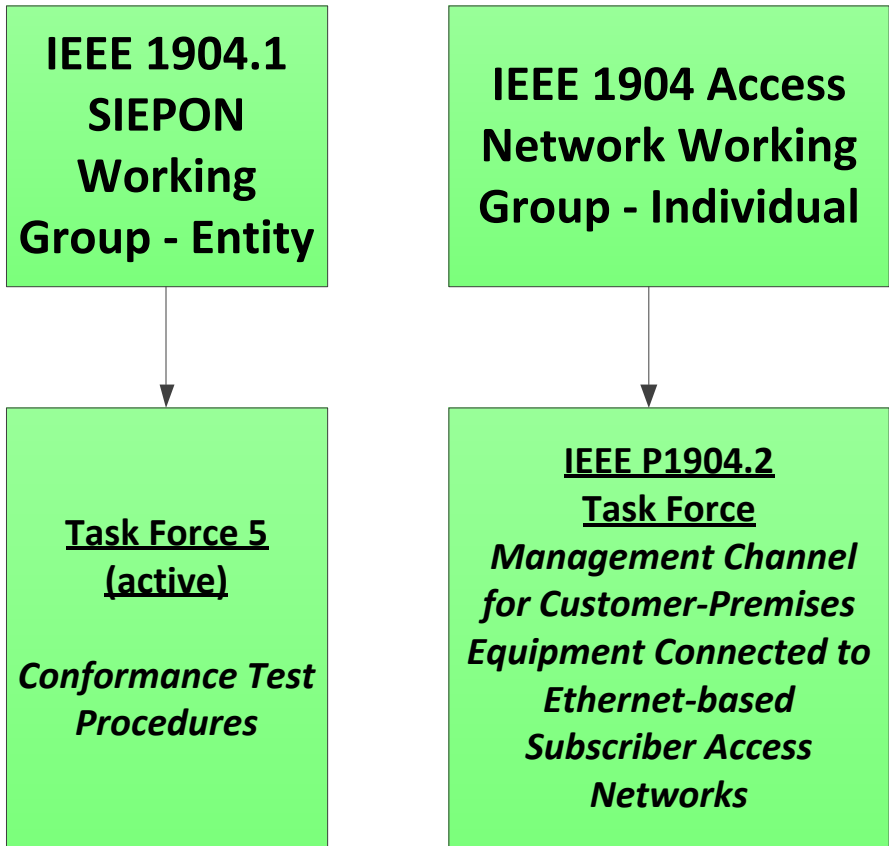 IEEE 1904.1
SIEPON
Working
Group - Entity
IEEE 1904 Access
Network Working
Group - Individual
Task Force 5
(active)
Conformance Test
Procedures
IEEE P1904.2
Task Force
Management Channel
for Customer-Premises
Equipment Connected to
Ethernet-based
Subscriber Access
Networks